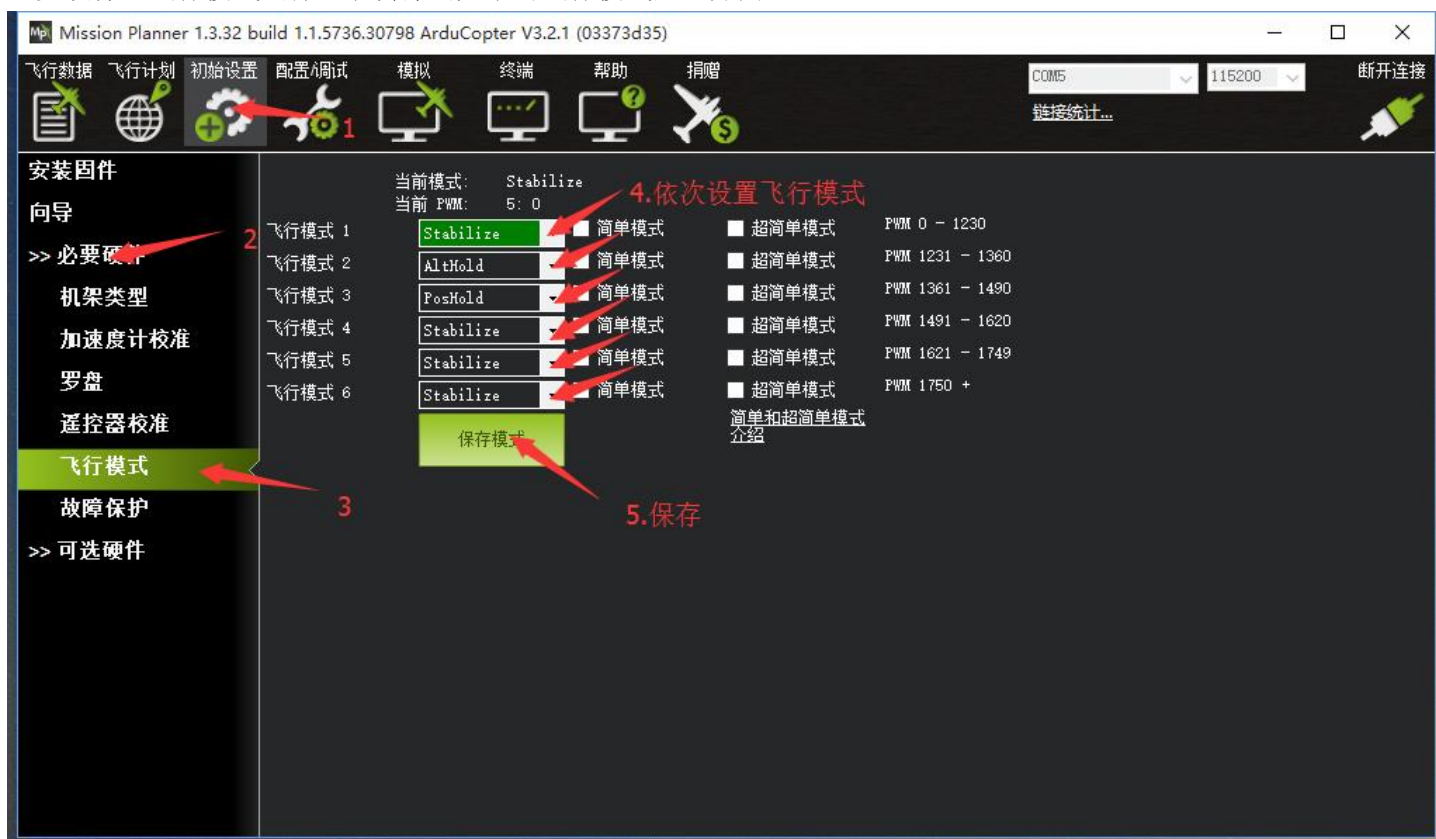 Mission Planner 1.3.32 build 1.1.5736.30798 ArduCopter V3.2.1 (03373d35)
飞行数据 飞行计划 初始设置 配置/调试 模拟 终端 帮助 捐赠 COM5 115200 断开连接
链接统计...
1
安装固件
向导
>> 必要硬件
2
机架类型
加速度计校准
罗盘
遥控器校准
飞行模式
3
故障保护
>> 可选硬件
当前模式: Stabilize
当前 PWM: 5: 0
4.依次设置飞行模式
飞行模式 1 Stabilize 简单模式 超简单模式 PWM 0 - 1230
飞行模式 2 AltHold 简单模式 超简单模式 PWM 1231 - 1360
飞行模式 3 PosHold 简单模式 超简单模式 PWM 1361 - 1490
飞行模式 4 Stabilize 简单模式 超简单模式 PWM 1491 - 1620
飞行模式 5 Stabilize 简单模式 超简单模式 PWM 1621 - 1749
飞行模式 6 Stabilize 简单模式 超简单模式 PWM 1750 +
简单和超简单模式
介绍
保存模式
5.保存